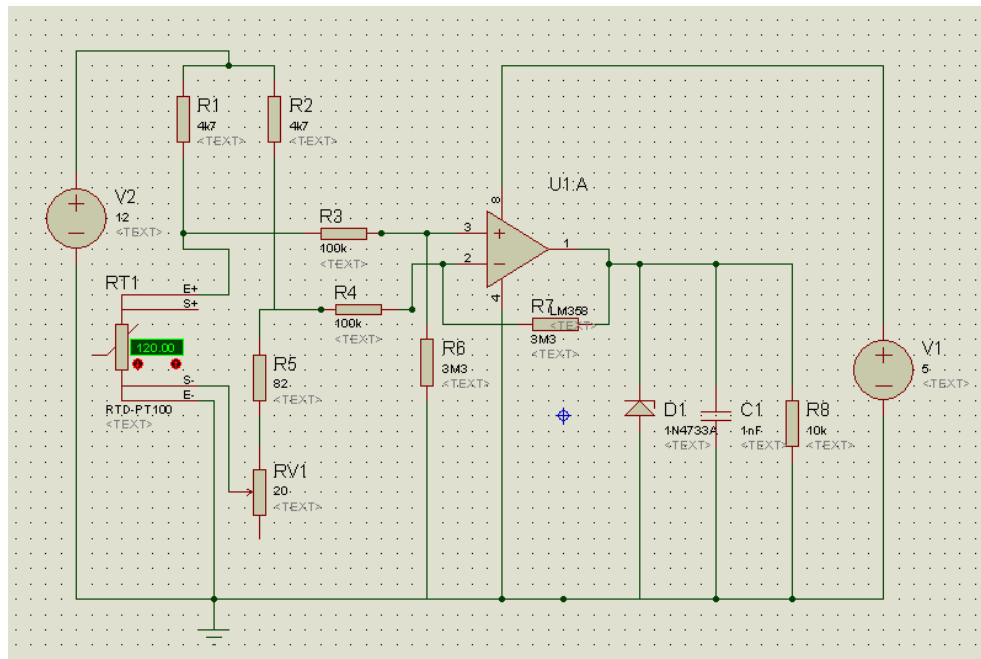 R1
4k7
<TEXT>
R2
4k7
<TEXT>
V2
12
<TEXT>
U1:A
8
3
2
1
4
LM358
<TEXT>
R3
100k
<TEXT>
R4
100k
<TEXT>
RT1
E+
S+
120.00
S-
E-
RTD-PT100
<TEXT>
R5
82
<TEXT>
R6
3M3
<TEXT>
R7
3M3
<TEXT>
V1
5
<TEXT>
RV1
20
<TEXT>
D1
1N4733A
<TEXT>
C1
1nF
<TEXT>
R8
10k
<TEXT>